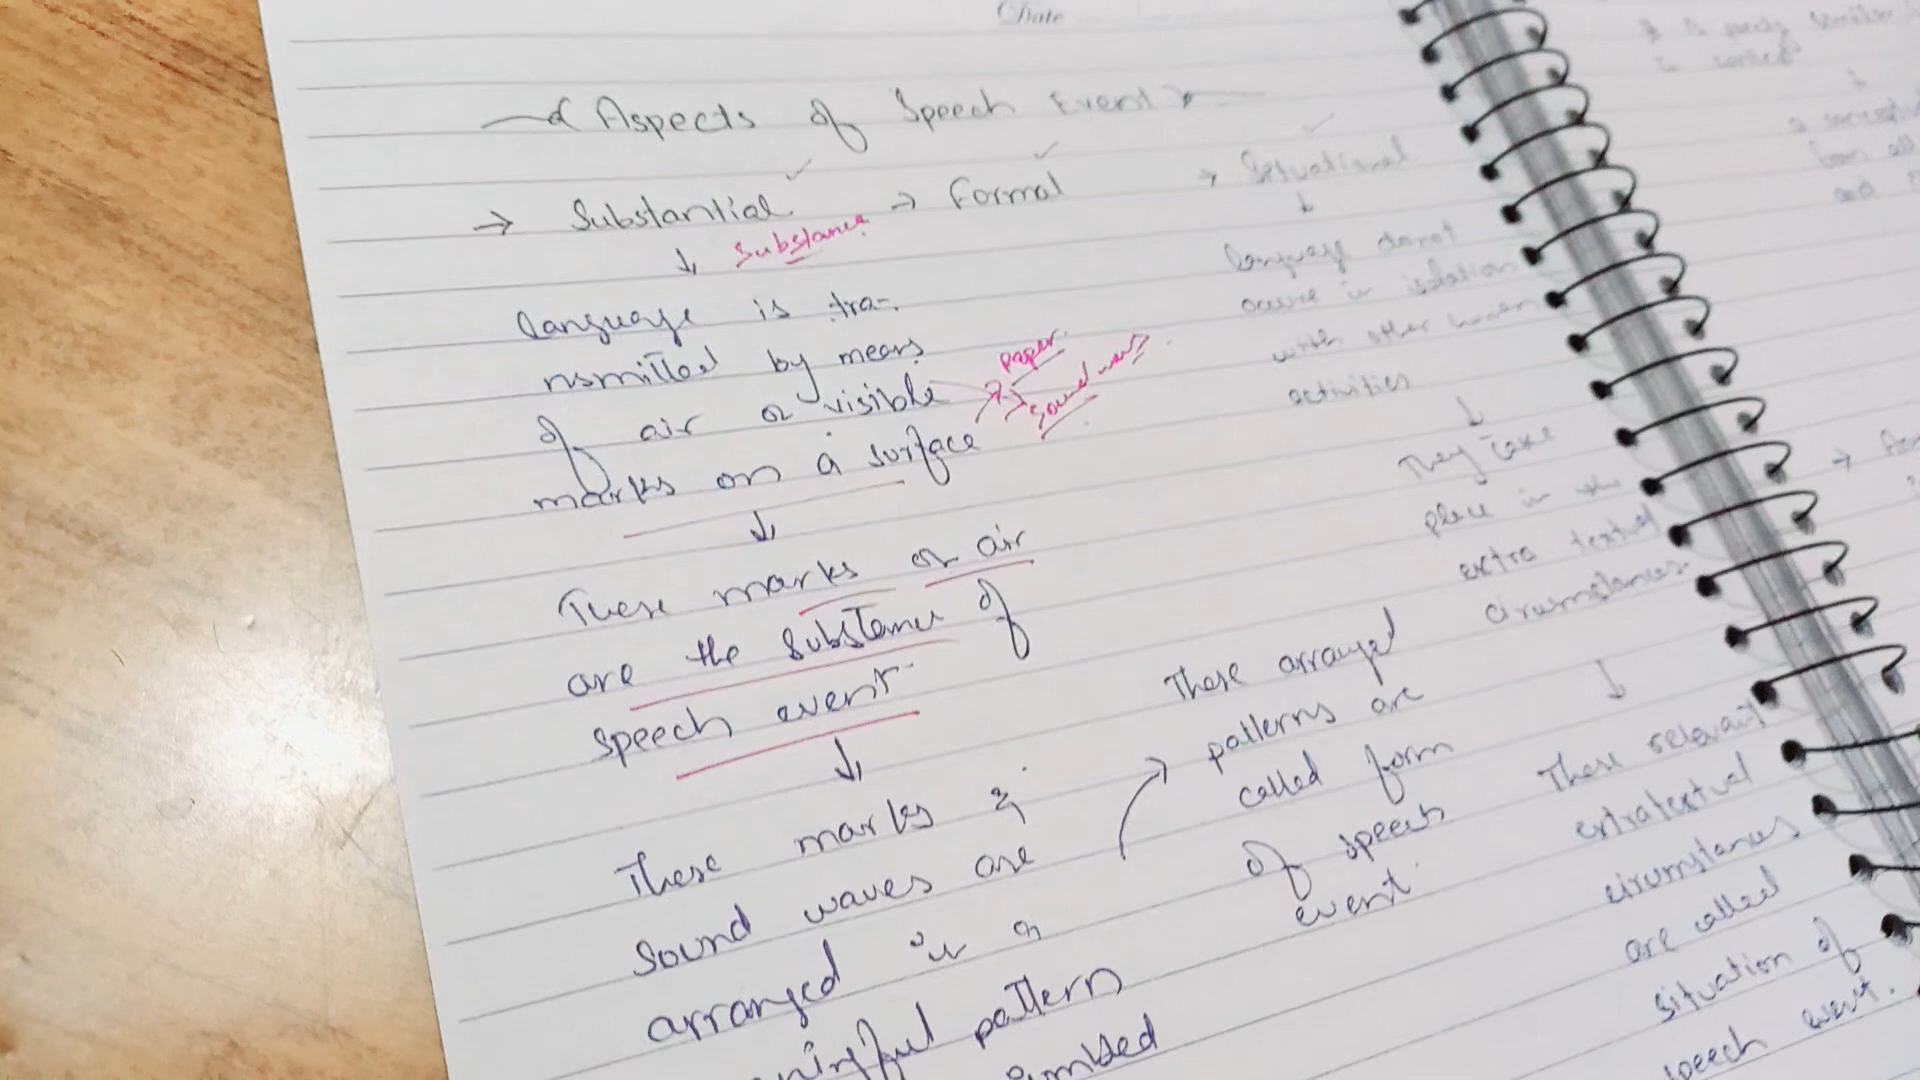 Date
Aspects of Speech Event
→ Substantial → Formal → Situational
Substance
↓
language is tra-
nsmitted by means
of air or visible
marks on a surface
paper
sound waves
↓
These marks or air
are the substance of
speech event
↓
These marks &
sound waves are
arranged in a
pattern
These arranged
patterns are
called form
of speech
event
↓
language donot
occure in isolation
with other human
activities
↓
They take
place in the
extra textual
circumstances
↓
These relevant
extratextual
circumstances
are called
situation of
speech event.